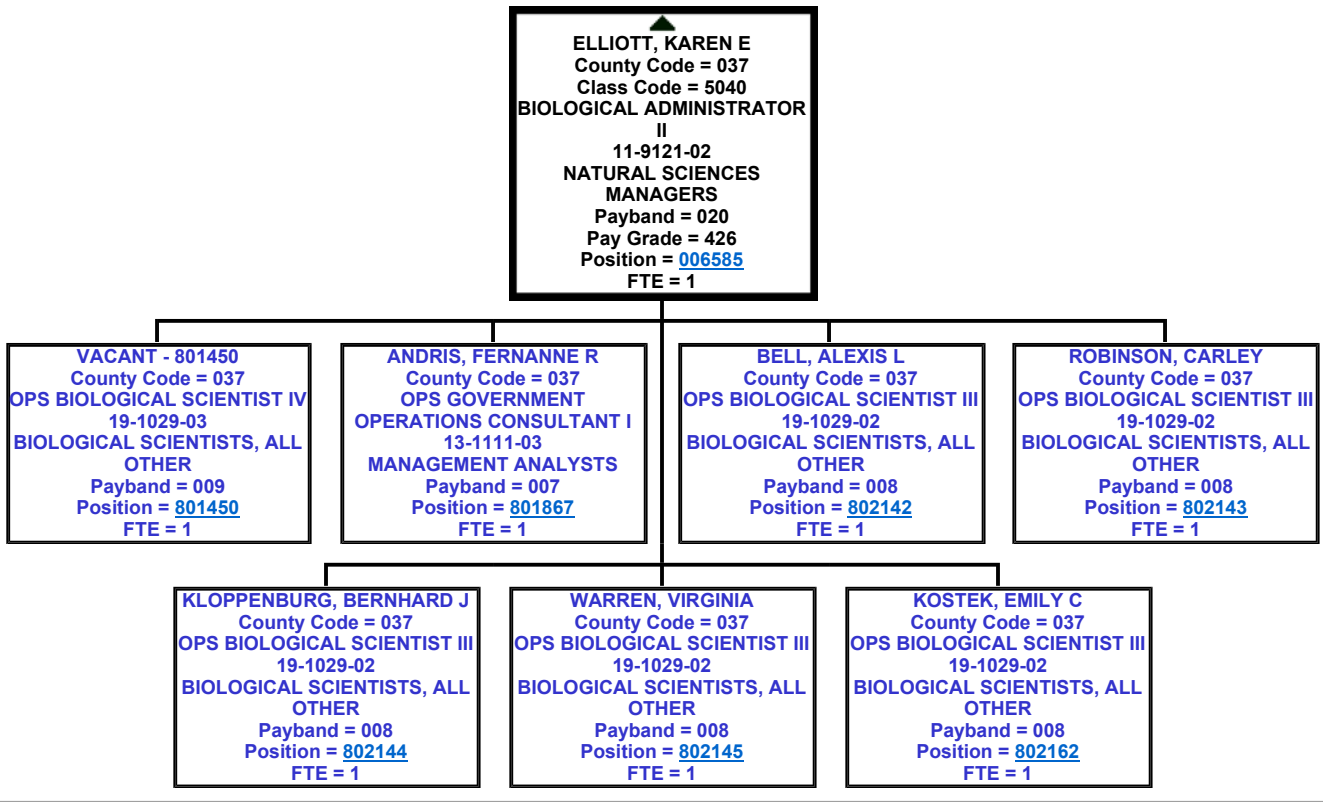 ELLIOTT, KAREN E
County Code = 037
Class Code = 5040
BIOLOGICAL ADMINISTRATOR
II
11-9121-02
NATURAL SCIENCES
MANAGERS
Payband = 020
Pay Grade = 426
Position = 006585
FTE = 1
VACANT - 801450
County Code = 037
OPS BIOLOGICAL SCIENTIST IV
19-1029-03
BIOLOGICAL SCIENTISTS, ALL
OTHER
Payband = 009
Position = 801450
FTE = 1
ANDRIS, FERNANNE R
County Code = 037
OPS GOVERNMENT
OPERATIONS CONSULTANT I
13-1111-03
MANAGEMENT ANALYSTS
Payband = 007
Position = 801867
FTE = 1
BELL, ALEXIS L
County Code = 037
OPS BIOLOGICAL SCIENTIST III
19-1029-02
BIOLOGICAL SCIENTISTS, ALL
OTHER
Payband = 008
Position = 802142
FTE = 1
ROBINSON, CARLEY
County Code = 037
OPS BIOLOGICAL SCIENTIST III
19-1029-02
BIOLOGICAL SCIENTISTS, ALL
OTHER
Payband = 008
Position = 802143
FTE = 1
KLOPPENBURG, BERNHARD J
County Code = 037
OPS BIOLOGICAL SCIENTIST III
19-1029-02
BIOLOGICAL SCIENTISTS, ALL
OTHER
Payband = 008
Position = 802144
FTE = 1
WARREN, VIRGINIA
County Code = 037
OPS BIOLOGICAL SCIENTIST III
19-1029-02
BIOLOGICAL SCIENTISTS, ALL
OTHER
Payband = 008
Position = 802145
FTE = 1
KOSTEK, EMILY C
County Code = 037
OPS BIOLOGICAL SCIENTIST III
19-1029-02
BIOLOGICAL SCIENTISTS, ALL
OTHER
Payband = 008
Position = 802162
FTE = 1